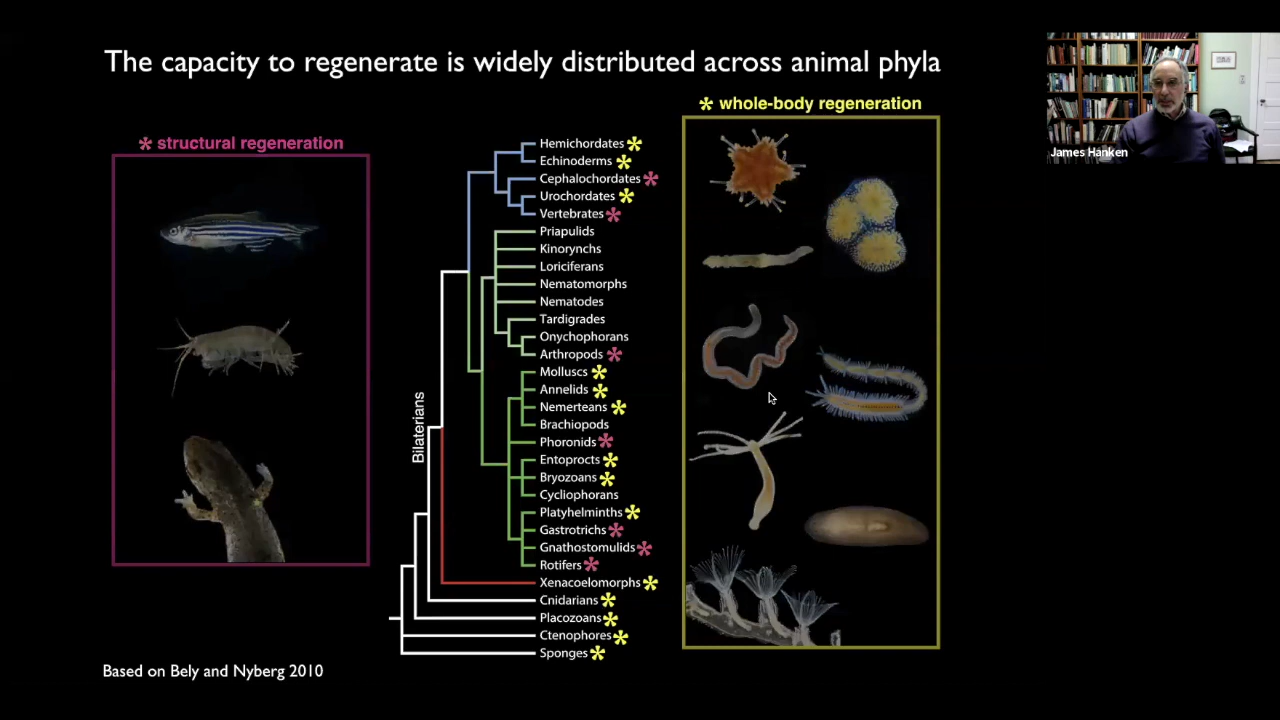 The capacity to regenerate is widely distributed across animal phyla
James Hanken
* structural regeneration
* whole-body regeneration
Hemichordates *
Echinoderms *
Cephalochordates *
Urochordates *
Vertebrates *
Priapulids
Kinorynchs
Loriciferans
Nematomorphs
Nematodes
Tardigrades
Onychophorans
Arthropods *
Molluscs *
Annelids *
Nemerteans *
Brachiopods
Phoronids *
Entoprocts *
Bryozoans *
Cycliophorans
Platyhelminths *
Gastrotrichs *
Gnathostomulids *
Rotifers *
Xenacoelomorphs *
Cnidarians *
Placozoans *
Ctenophores *
Sponges *
Bilaterians
Based on Bely and Nyberg 2010